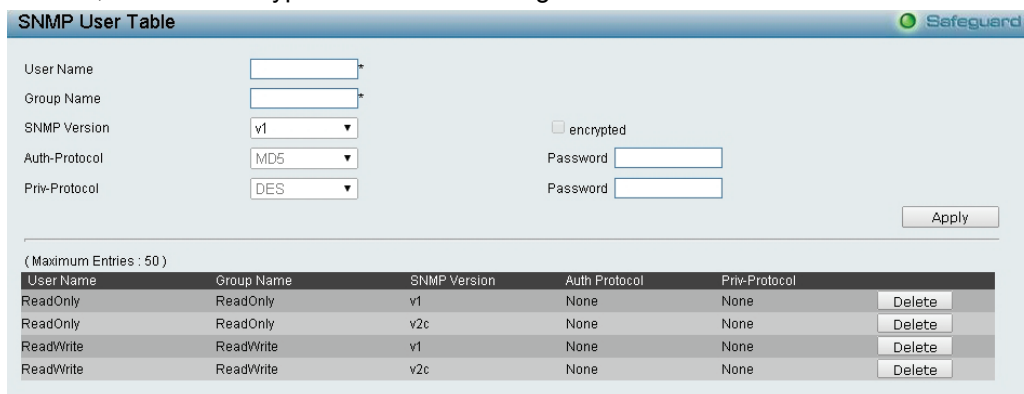 SNMP User Table Safeguard
User Name *
Group Name *
SNMP Version v1 encrypted
Auth-Protocol MD5 Password
Priv-Protocol DES Password
Apply
( Maximum Entries : 50 )
User Name Group Name SNMP Version Auth Protocol Priv-Protocol
ReadOnly ReadOnly v1 None None Delete
ReadOnly ReadOnly v2c None None Delete
ReadWrite ReadWrite v1 None None Delete
ReadWrite ReadWrite v2c None None Delete